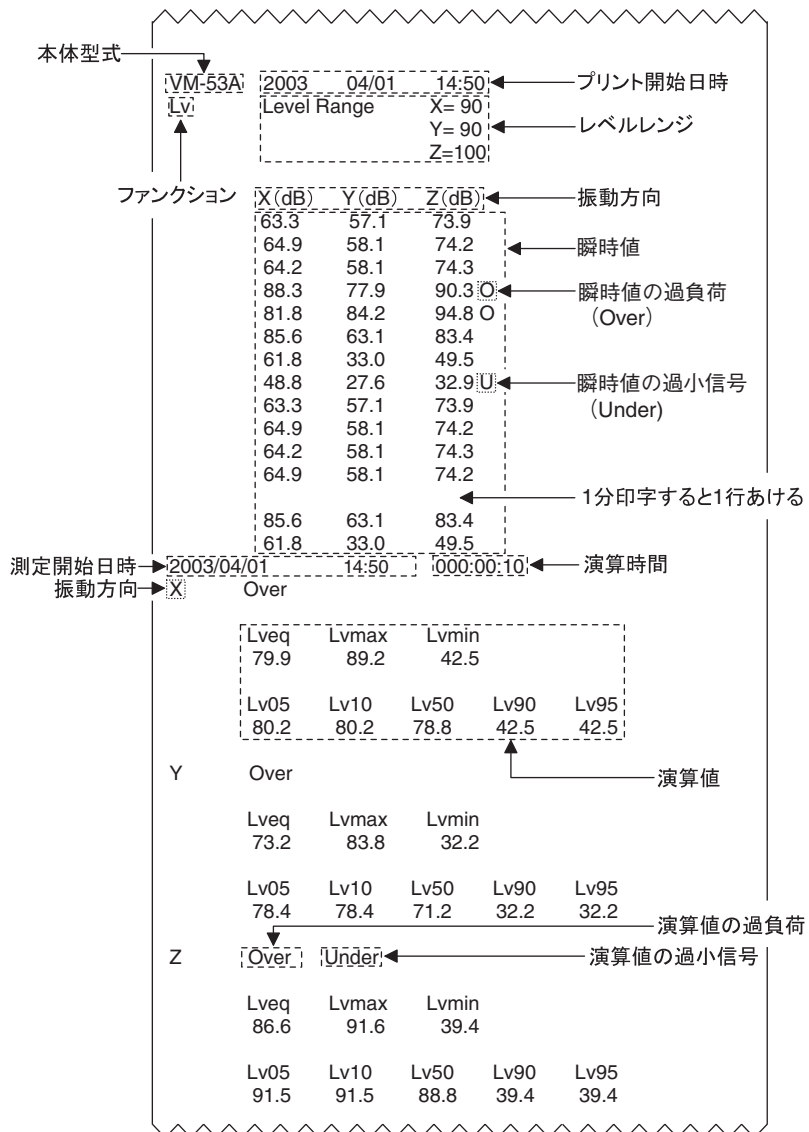 本体型式
VM-53A 2003 04/01 14:50 プリント開始日時
Lv Level Range X= 90
Y= 90 レベルレンジ
Z=100
ファンクション X(dB) Y(dB) Z(dB) 振動方向
63.3 57.1 73.9
64.9 58.1 74.2 瞬時値
64.2 58.1 74.3
88.3 77.9 90.3 O 瞬時値の過負荷
81.8 84.2 94.8 O (Over)
85.6 63.1 83.4
61.8 33.0 49.5
48.8 27.6 32.9 U 瞬時値の過小信号
63.3 57.1 73.9 (Under)
64.9 58.1 74.2
64.2 58.1 74.3
64.9 58.1 74.2
1分印字すると1行あける
85.6 63.1 83.4
61.8 33.0 49.5
測定開始日時 2003/04/01 14:50 000:00:10 演算時間
振動方向 X Over
Lveq Lvmax Lvmin
79.9 89.2 42.5
Lv05 Lv10 Lv50 Lv90 Lv95
80.2 80.2 78.8 42.5 42.5
Y Over 演算値
Lveq Lvmax Lvmin
73.2 83.8 32.2
Lv05 Lv10 Lv50 Lv90 Lv95
78.4 78.4 71.2 32.2 32.2
演算値の過負荷
Z Over Under 演算値の過小信号
Lveq Lvmax Lvmin
86.6 91.6 39.4
Lv05 Lv10 Lv50 Lv90 Lv95
91.5 91.5 88.8 39.4 39.4